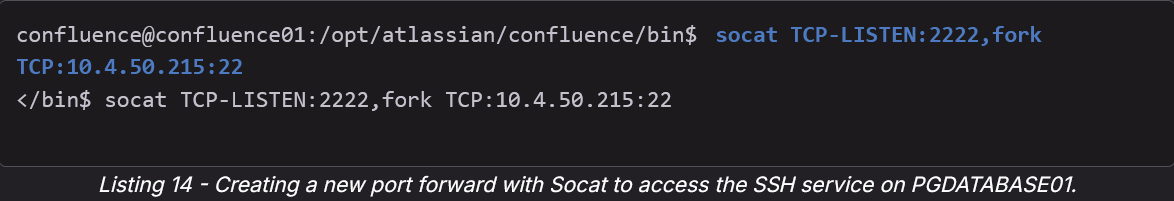 confluence@confluence01:/opt/atlassian/confluence/bin$ socat TCP-LISTEN:2222,fork
TCP:10.4.50.215:22
</bin$ socat TCP-LISTEN:2222,fork TCP:10.4.50.215:22
Listing 14 - Creating a new port forward with Socat to access the SSH service on PGDATABASE01.